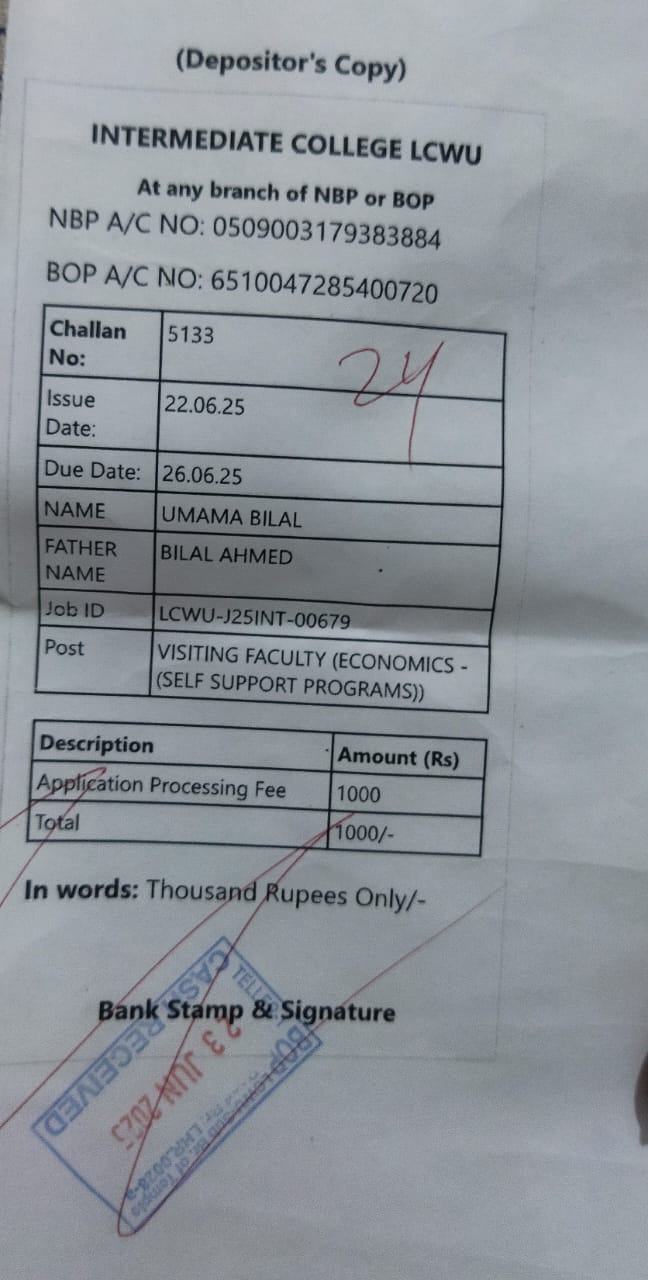 (Depositor's Copy)
INTERMEDIATE COLLEGE LCWU
At any branch of NBP or BOP
NBP A/C NO: 0509003179383884
BOP A/C NO: 6510047285400720
Challan No: 5133
24
Issue Date: 22.06.25
Due Date: 26.06.25
NAME UMAMA BILAL
FATHER NAME BILAL AHMED
Job ID LCWU-J25INT-00679
Post VISITING FACULTY (ECONOMICS -
(SELF SUPPORT PROGRAMS))
Description Amount (Rs)
Application Processing Fee 1000
Total 1000/-
In words: Thousand Rupees Only/-
Bank Stamp & Signature
CASH RECEIVED
TELLER
23 JUN 2025